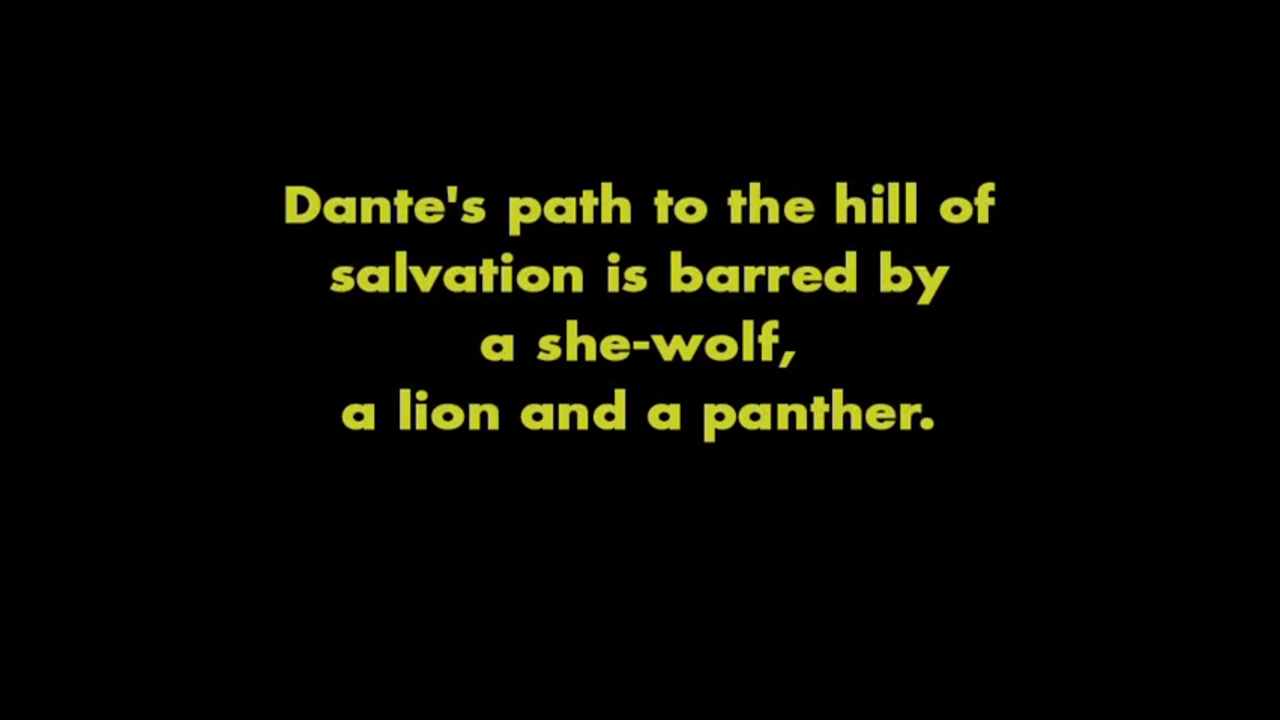 Dante's path to the hill of
salvation is barred by
a she-wolf,
a lion and a panther.